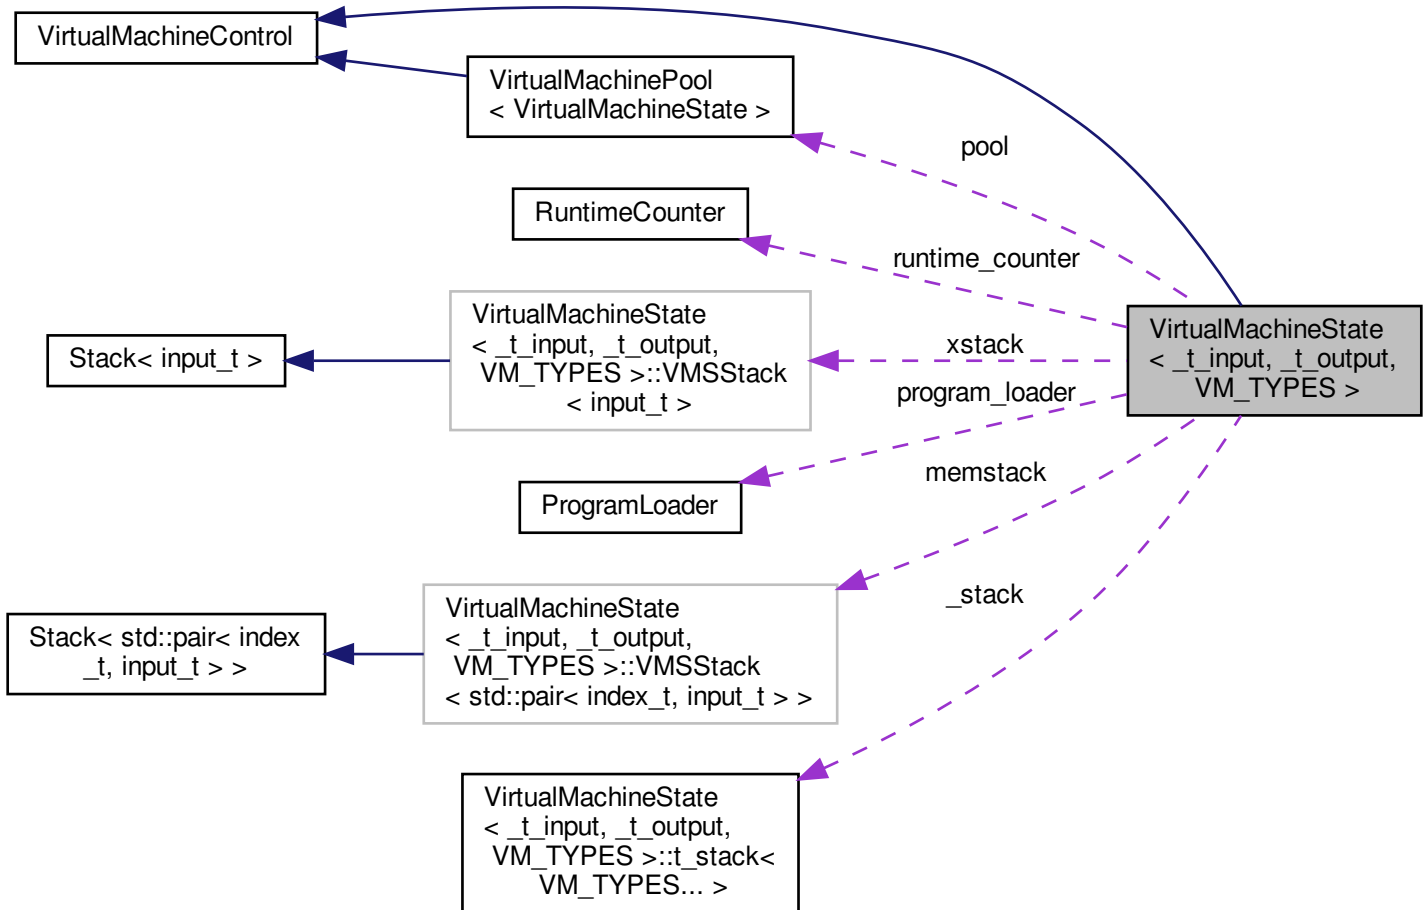 VirtualMachineControl
VirtualMachinePool
< VirtualMachineState >
pool
RuntimeCounter
runtime_counter
VirtualMachineState
< _t_input, _t_output,
VM_TYPES >::VMSStack
< input_t >
Stack< input_t >
xstack
VirtualMachineState
< _t_input, _t_output,
VM_TYPES >
program_loader
ProgramLoader
memstack
Stack< std::pair< index
_t, input_t > >
VirtualMachineState
< _t_input, _t_output,
VM_TYPES >::VMSStack
< std::pair< index_t, input_t > >
_stack
VirtualMachineState
< _t_input, _t_output,
VM_TYPES >::t_stack<
VM_TYPES... >